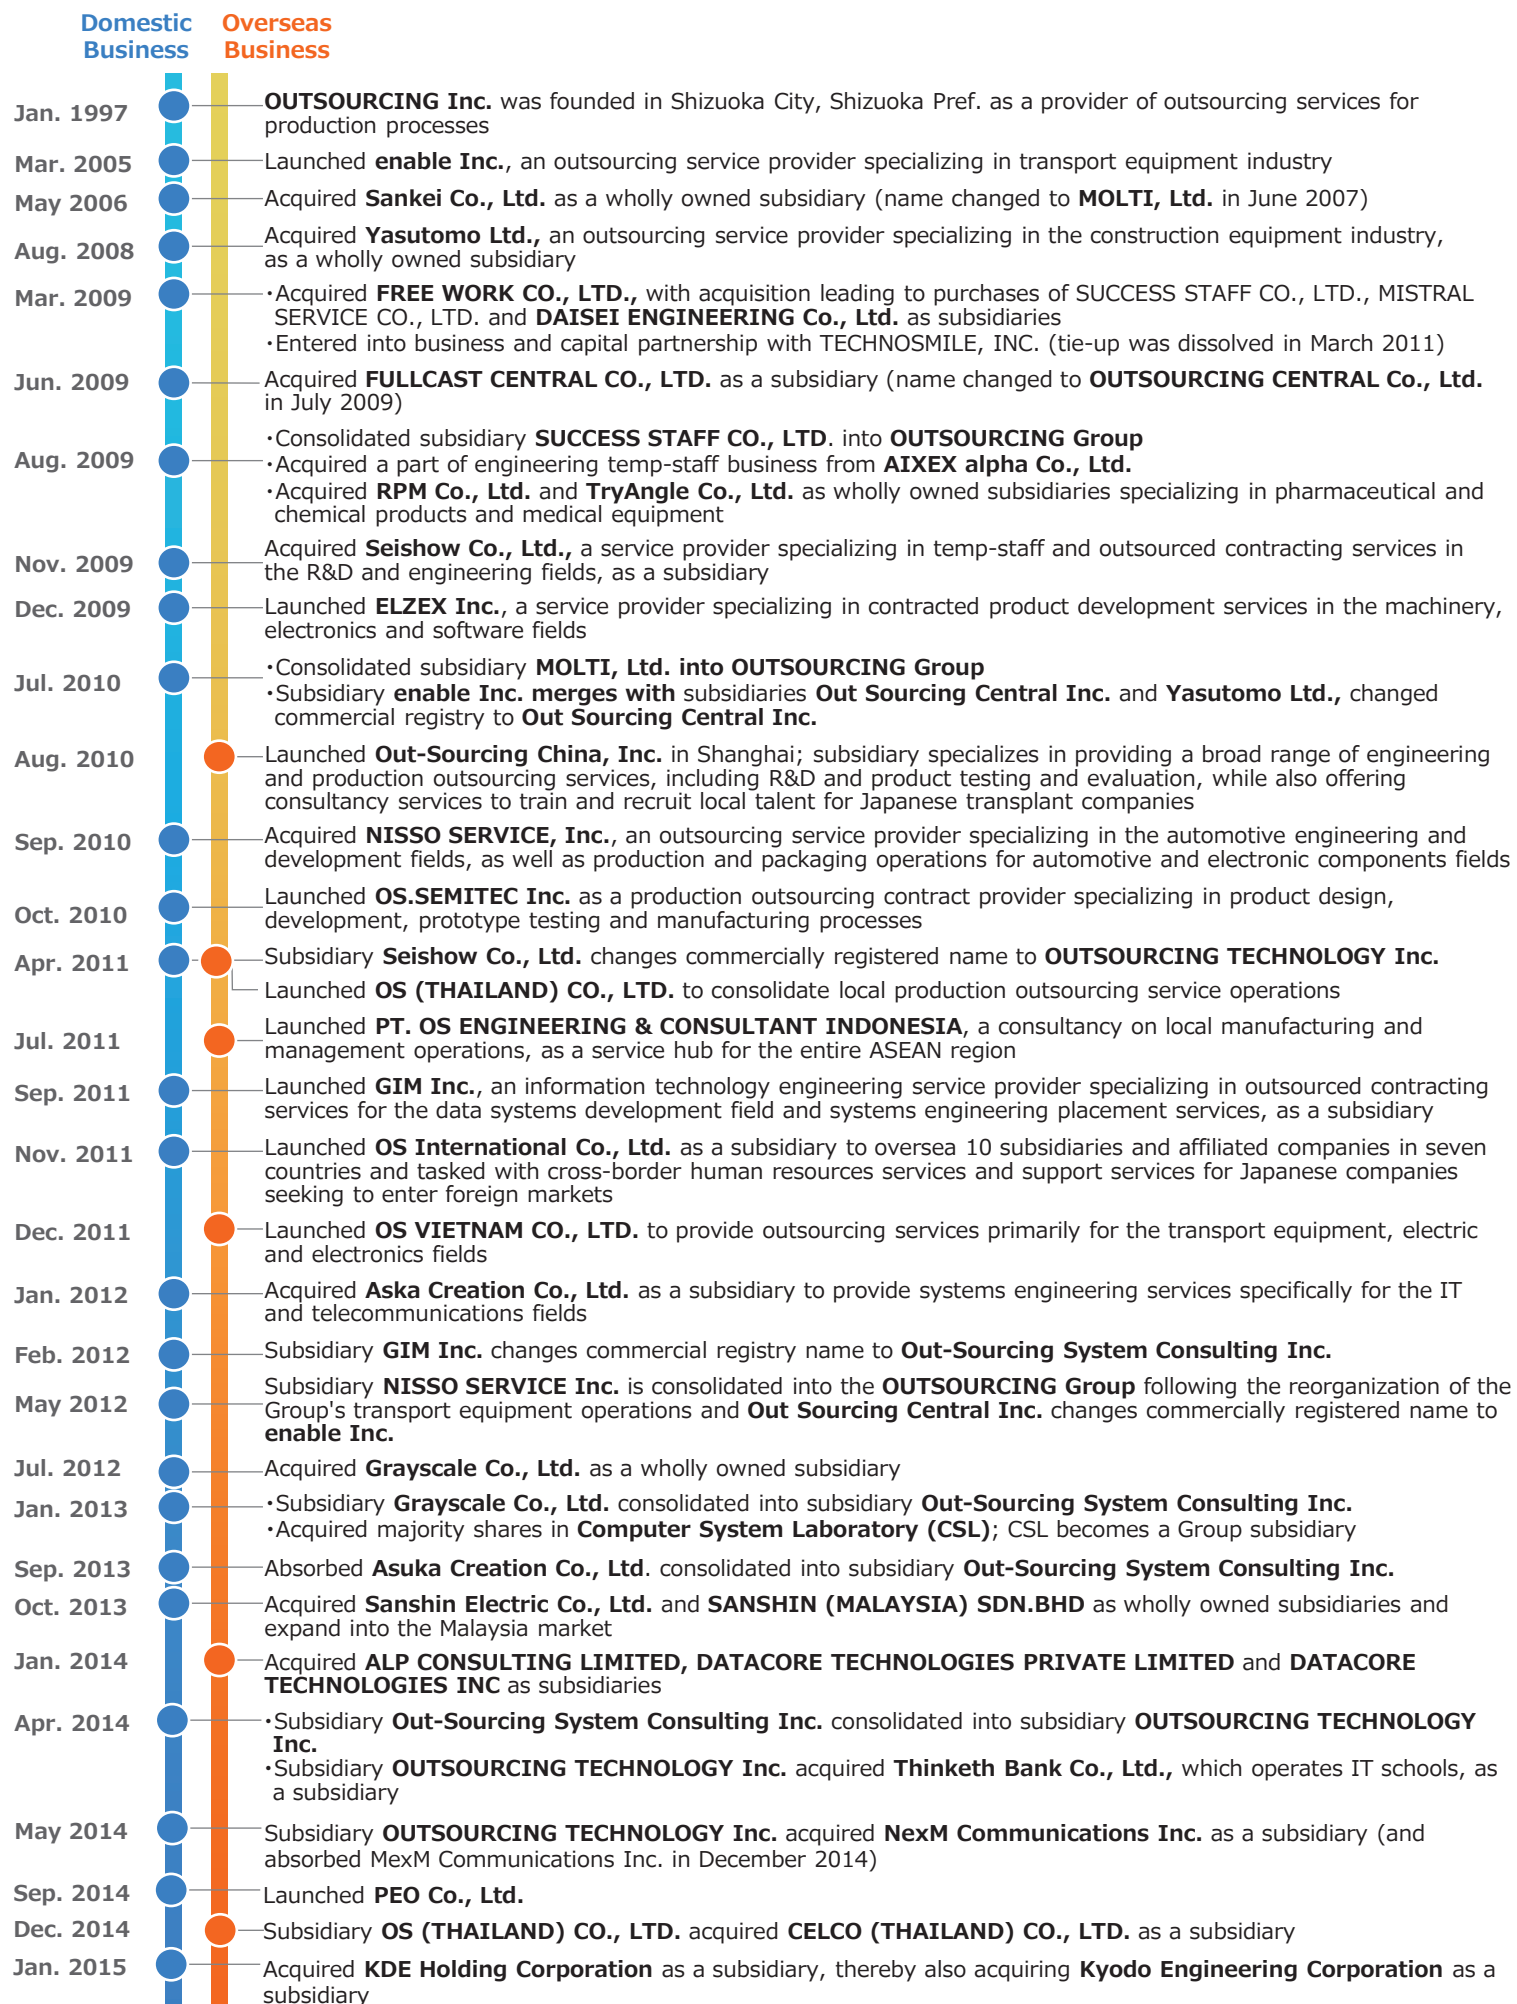 Domestic
Business
Overseas
Business
Jan. 1997
OUTSOURCING Inc. was founded in Shizuoka City, Shizuoka Pref. as a provider of outsourcing services for
production processes
Mar. 2005
Launched enable Inc., an outsourcing service provider specializing in transport equipment industry
May 2006
Acquired Sankei Co., Ltd. as a wholly owned subsidiary (name changed to MOLTI, Ltd. in June 2007)
Aug. 2008
Acquired Yasutomo Ltd., an outsourcing service provider specializing in the construction equipment industry,
as a wholly owned subsidiary
Mar. 2009
・Acquired FREE WORK CO., LTD., with acquisition leading to purchases of SUCCESS STAFF CO., LTD., MISTRAL
SERVICE CO., LTD. and DAISEI ENGINEERING Co., Ltd. as subsidiaries
・Entered into business and capital partnership with TECHNOSMILE, INC. (tie-up was dissolved in March 2011)
Jun. 2009
Acquired FULLCAST CENTRAL CO., LTD. as a subsidiary (name changed to OUTSOURCING CENTRAL Co., Ltd.
in July 2009)
Aug. 2009
・Consolidated subsidiary SUCCESS STAFF CO., LTD. into OUTSOURCING Group
・Acquired a part of engineering temp-staff business from AIXEX alpha Co., Ltd.
・Acquired RPM Co., Ltd. and TryAngle Co., Ltd. as wholly owned subsidiaries specializing in pharmaceutical and
chemical products and medical equipment
Nov. 2009
Acquired Seishow Co., Ltd., a service provider specializing in temp-staff and outsourced contracting services in
the R&D and engineering fields, as a subsidiary
Dec. 2009
Launched ELZEX Inc., a service provider specializing in contracted product development services in the machinery,
electronics and software fields
Jul. 2010
・Consolidated subsidiary MOLTI, Ltd. into OUTSOURCING Group
・Subsidiary enable Inc. merges with subsidiaries Out Sourcing Central Inc. and Yasutomo Ltd., changed
commercial registry to Out Sourcing Central Inc.
Aug. 2010
Launched Out-Sourcing China, Inc. in Shanghai; subsidiary specializes in providing a broad range of engineering
and production outsourcing services, including R&D and product testing and evaluation, while also offering
consultancy services to train and recruit local talent for Japanese transplant companies
Sep. 2010
Acquired NISSO SERVICE, Inc., an outsourcing service provider specializing in the automotive engineering and
development fields, as well as production and packaging operations for automotive and electronic components fields
Oct. 2010
Launched OS.SEMITEC Inc. as a production outsourcing contract provider specializing in product design,
development, prototype testing and manufacturing processes
Apr. 2011
Subsidiary Seishow Co., Ltd. changes commercially registered name to OUTSOURCING TECHNOLOGY Inc.
Launched OS (THAILAND) CO., LTD. to consolidate local production outsourcing service operations
Jul. 2011
Launched PT. OS ENGINEERING & CONSULTANT INDONESIA, a consultancy on local manufacturing and
management operations, as a service hub for the entire ASEAN region
Sep. 2011
Launched GIM Inc., an information technology engineering service provider specializing in outsourced contracting
services for the data systems development field and systems engineering placement services, as a subsidiary
Nov. 2011
Launched OS International Co., Ltd. as a subsidiary to oversea 10 subsidiaries and affiliated companies in seven
countries and tasked with cross-border human resources services and support services for Japanese companies
seeking to enter foreign markets
Dec. 2011
Launched OS VIETNAM CO., LTD. to provide outsourcing services primarily for the transport equipment, electric
and electronics fields
Jan. 2012
Acquired Aska Creation Co., Ltd. as a subsidiary to provide systems engineering services specifically for the IT
and telecommunications fields
Feb. 2012
Subsidiary GIM Inc. changes commercial registry name to Out-Sourcing System Consulting Inc.
May 2012
Subsidiary NISSO SERVICE Inc. is consolidated into the OUTSOURCING Group following the reorganization of the
Group's transport equipment operations and Out Sourcing Central Inc. changes commercially registered name to
enable Inc.
Jul. 2012
Acquired Grayscale Co., Ltd. as a wholly owned subsidiary
Jan. 2013
・Subsidiary Grayscale Co., Ltd. consolidated into subsidiary Out-Sourcing System Consulting Inc.
・Acquired majority shares in Computer System Laboratory (CSL); CSL becomes a Group subsidiary
Sep. 2013
Absorbed Asuka Creation Co., Ltd. consolidated into subsidiary Out-Sourcing System Consulting Inc.
Oct. 2013
Acquired Sanshin Electric Co., Ltd. and SANSHIN (MALAYSIA) SDN.BHD as wholly owned subsidiaries and
expand into the Malaysia market
Jan. 2014
Acquired ALP CONSULTING LIMITED, DATACORE TECHNOLOGIES PRIVATE LIMITED and DATACORE
TECHNOLOGIES INC as subsidiaries
Apr. 2014
・Subsidiary Out-Sourcing System Consulting Inc. consolidated into subsidiary OUTSOURCING TECHNOLOGY
Inc.
・Subsidiary OUTSOURCING TECHNOLOGY Inc. acquired Thinketh Bank Co., Ltd., which operates IT schools, as
a subsidiary
May 2014
Subsidiary OUTSOURCING TECHNOLOGY Inc. acquired NexM Communications Inc. as a subsidiary (and
absorbed MexM Communications Inc. in December 2014)
Sep. 2014
Launched PEO Co., Ltd.
Dec. 2014
Subsidiary OS (THAILAND) CO., LTD. acquired CELCO (THAILAND) CO., LTD. as a subsidiary
Jan. 2015
Acquired KDE Holding Corporation as a subsidiary, thereby also acquiring Kyodo Engineering Corporation as a
subsidiary